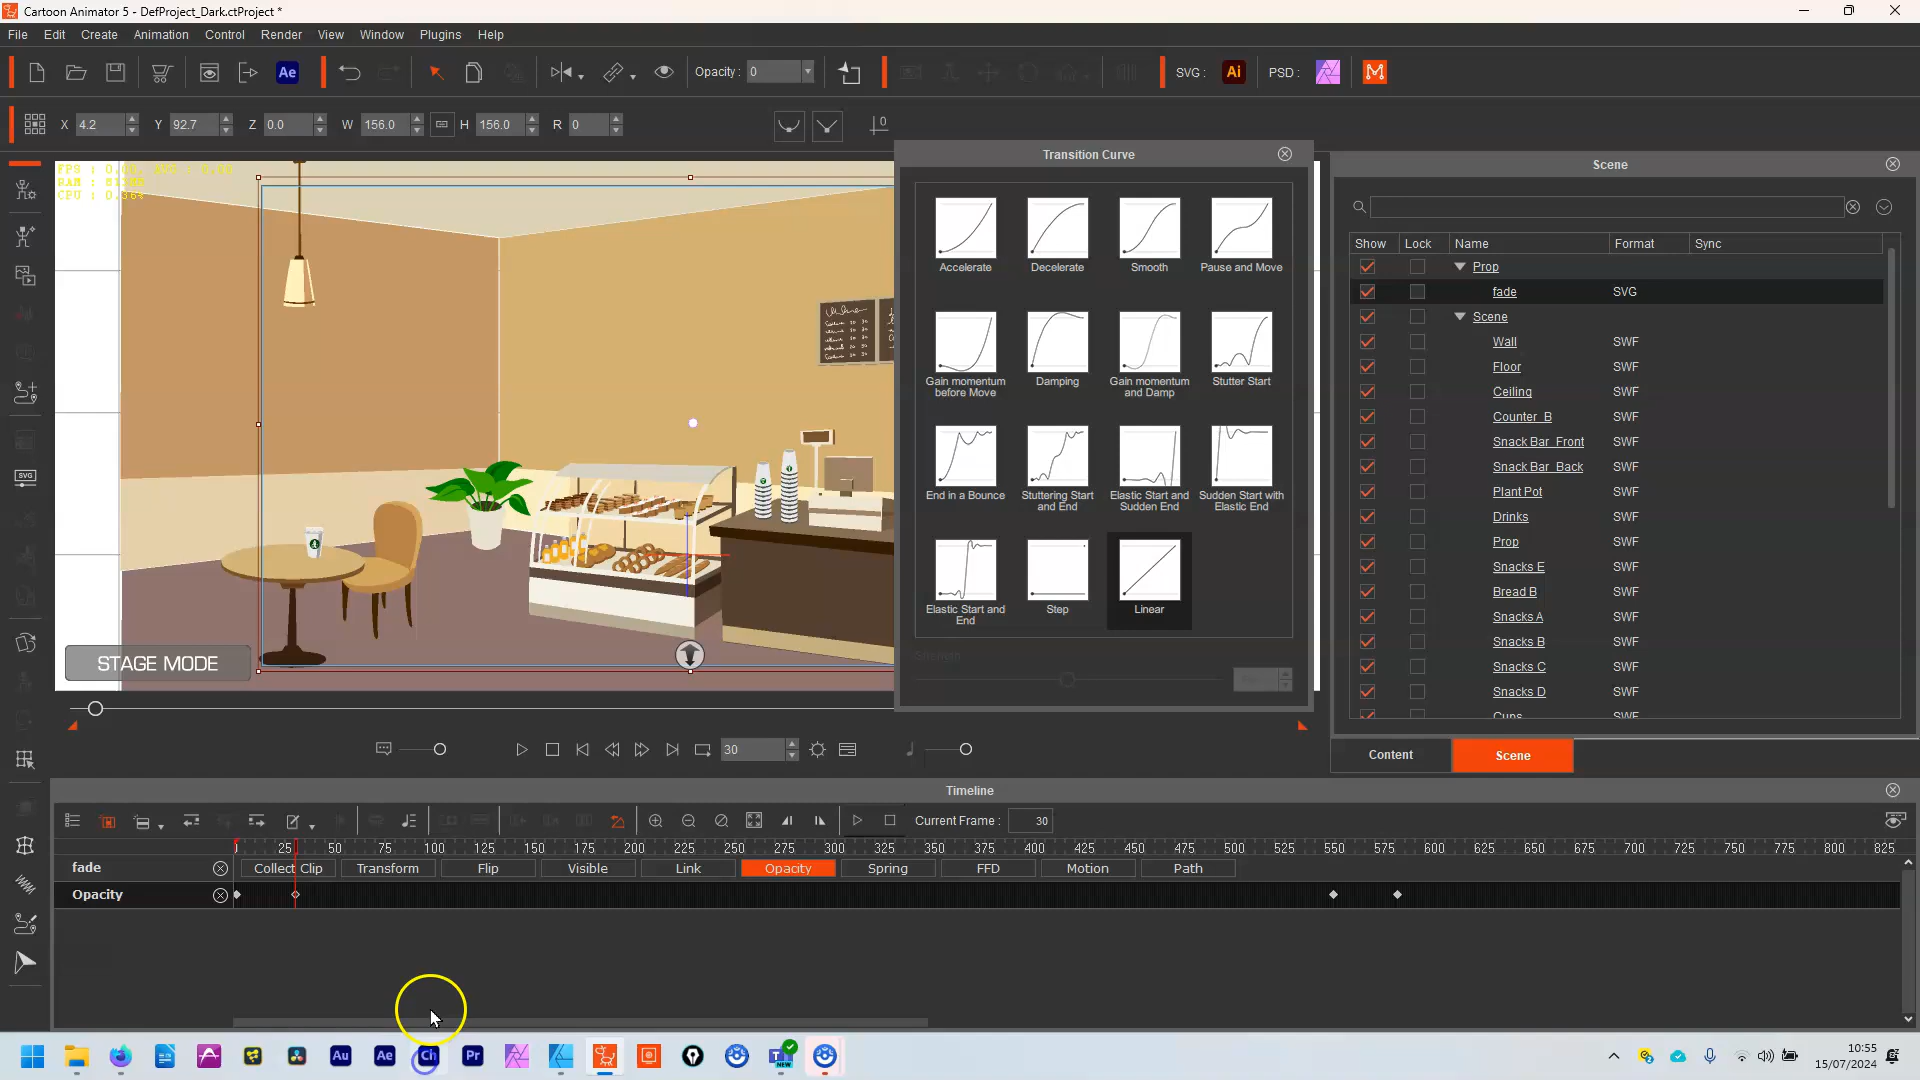 Cartoon Animator 5 - DefProject_Dark.ctProject *
File Edit Create Animation Control Render View Window Plugins Help
Ae
Opacity : 0
SVG : Ai PSD :
X 4.2 Y 92.7 Z 0.0 W 156.0 H 156.0 R 0
Transition Curve
Accelerate Decelerate Smooth Pause and Move
Gain momentum before Move
Damping
Gain momentum and Damp
Stutter Start
End in a Bounce
Stuttering Start and End
Elastic Start and Sudden End
Sudden Start with Elastic End
Elastic Start and End
Step
Linear
Strength
STAGE MODE
Scene
Show Lock Name Format Sync
Prop
fade SVG
Scene
Wall SWF
Floor SWF
Ceiling SWF
Counter_B SWF
Snack Bar_Front SWF
Snack Bar_Back SWF
Plant Pot SWF
Drinks SWF
Prop SWF
Snacks E SWF
Bread B SWF
Snacks A SWF
Snacks B SWF
Snacks C SWF
Snacks D SWF
Cups SWF
Content Scene
30
Timeline
Current Frame : 30
25 50 75 100 125 150 175 200 225 250 275 300 325 350 375 400 425 450 475 500 525 550 575 600 625 650 675 700 725 750 775 800 825
fade Collect Clip Transform Flip Visible Link Opacity Spring FFD Motion Path
Opacity
Au Ae Ch Pr
NEW
10:55
15/07/2024